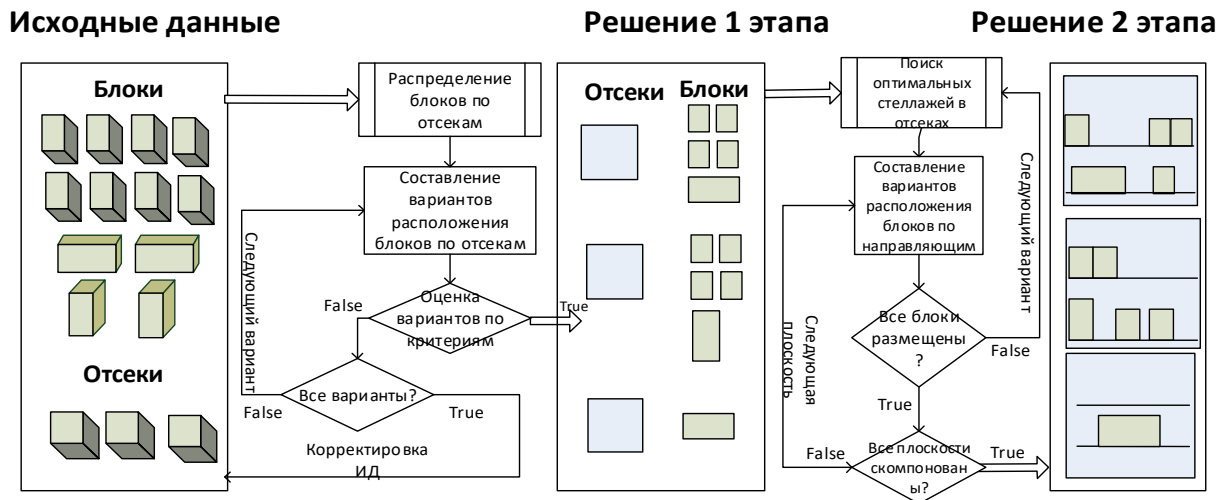 Исходные данные
Решение 1 этапа
Решение 2 этапа
Блоки
Отсеки
Распределение
блоков по
отсекам
Составление
вариантов
расположения
блоков по отсекам
Следующий вариант
False
Оценка
вариантов по
критериям
True
Все варианты?
False
True
Корректировка
ИД
Отсеки
Блоки
Поиск
оптимальных
стеллажей в
отсеках
Составление
вариантов
расположения
блоков по
направляющим
Следующий вариант
Следующая
плоскость
Все блоки
размещены
?
False
True
False
Все плоскости
скомпонован
ы?
True